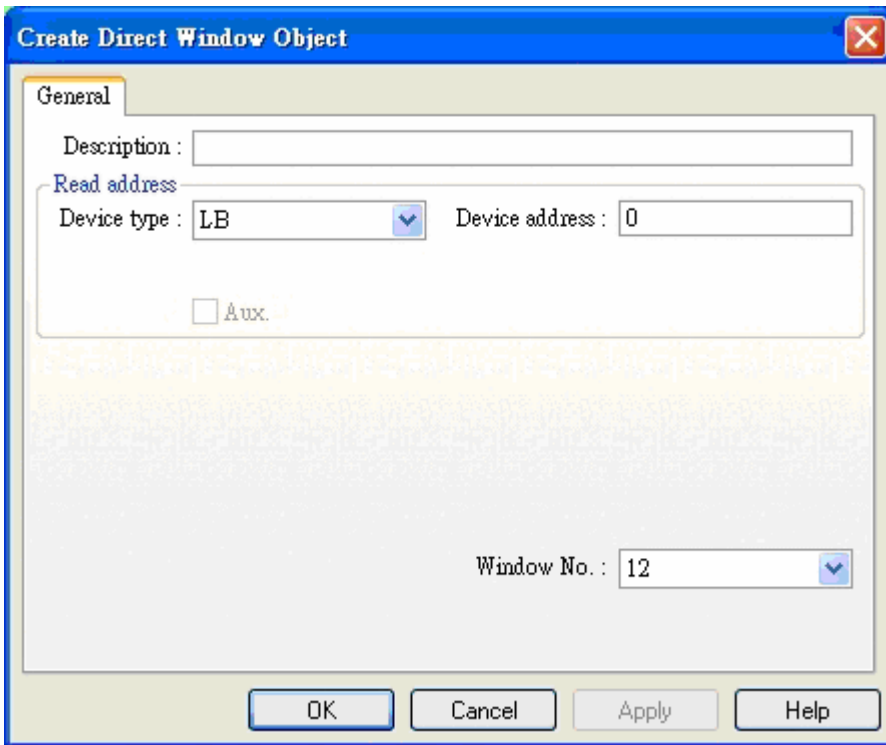 Create Direct Window Object
General
Description :
Read address
Device type : LB Device address : 0
Aux.
Window No. : 12
OK Cancel Apply Help